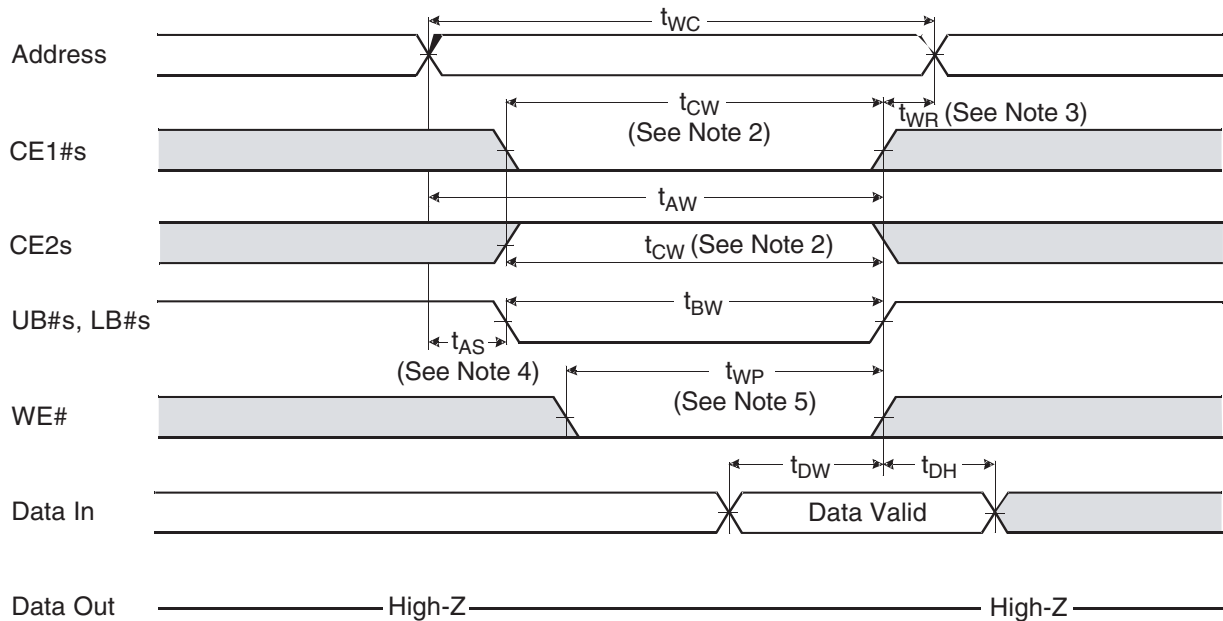 tWC
Address
tCW
(See Note 2)
tWR (See Note 3)
CE1#s
tAW
CE2s
tCW (See Note 2)
tBW
UB#s, LB#s
tAS
(See Note 4)
tWP
(See Note 5)
WE#
tDW
tDH
Data In
Data Valid
Data Out
High-Z
High-Z